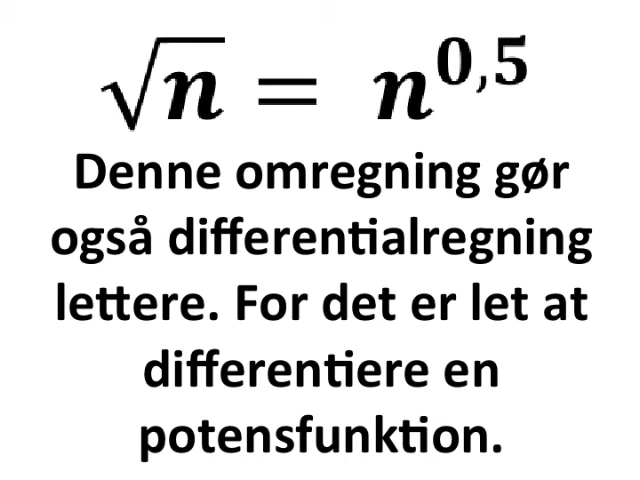 √n = n^0,5
Denne omregning gør
også differentialregning
lettere. For det er let at
differentiere en
potensfunktion.